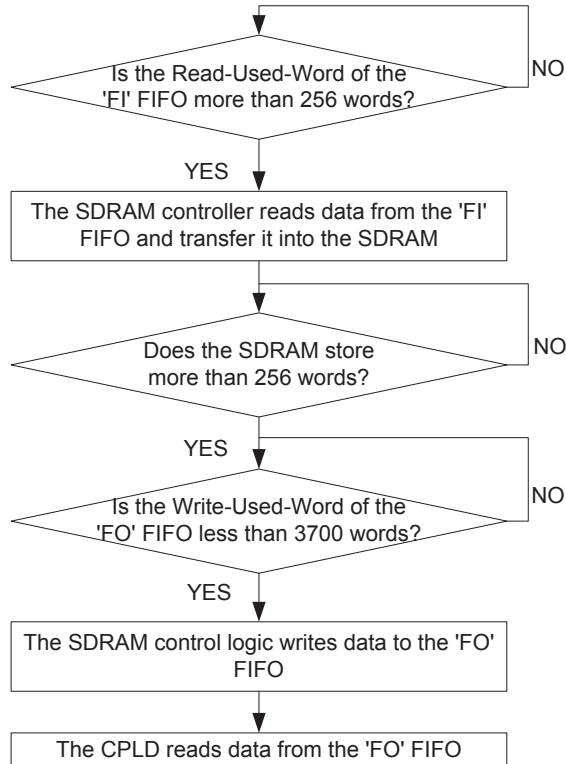 Is the Read-Used-Word of the
'FI' FIFO more than 256 words?
NO
YES
The SDRAM controller reads data from the 'FI'
FIFO and transfer it into the SDRAM
Does the SDRAM store
more than 256 words?
NO
YES
Is the Write-Used-Word of the
'FO' FIFO less than 3700 words?
NO
YES
The SDRAM control logic writes data to the 'FO'
FIFO
The CPLD reads data from the 'FO' FIFO